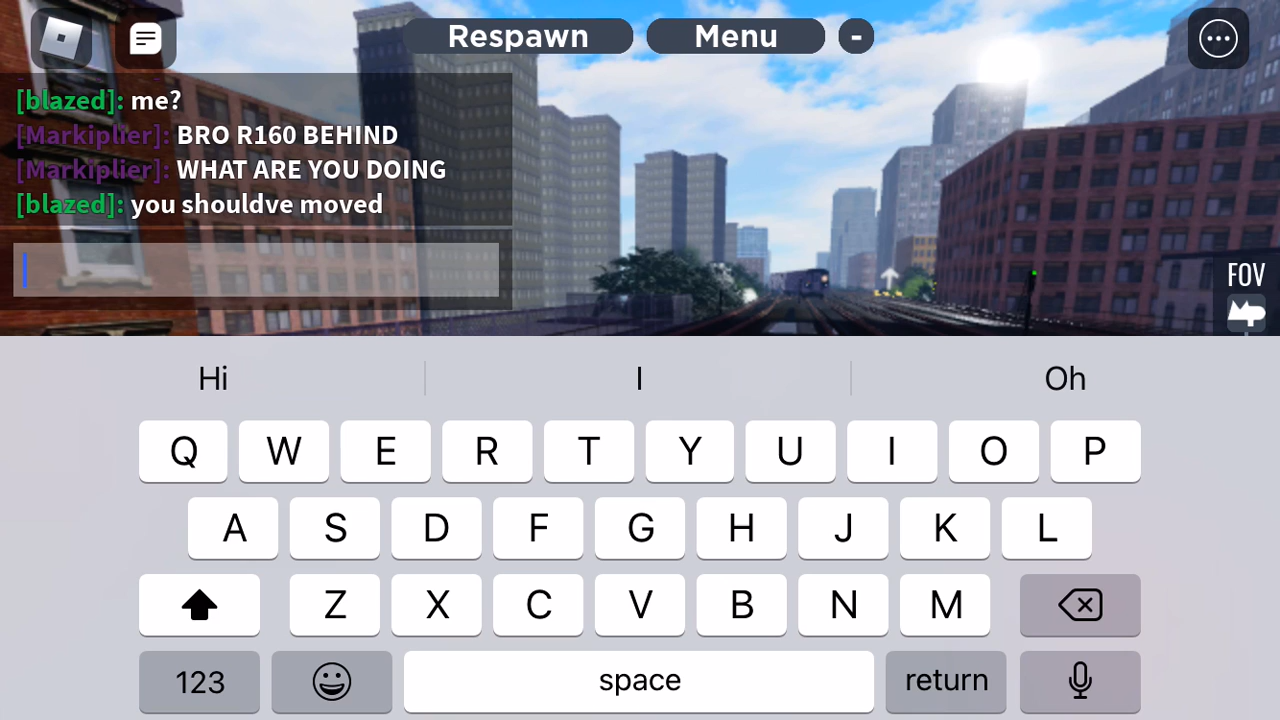 Respawn Menu -
[blazed]: me?
[Markiplier]: BRO R160 BEHIND
[Markiplier]: WHAT ARE YOU DOING
[blazed]: you shouldve moved
FOV
Hi I Oh
Q W E R T Y U I O P
A S D F G H J K L
Z X C V B N M
123 space return